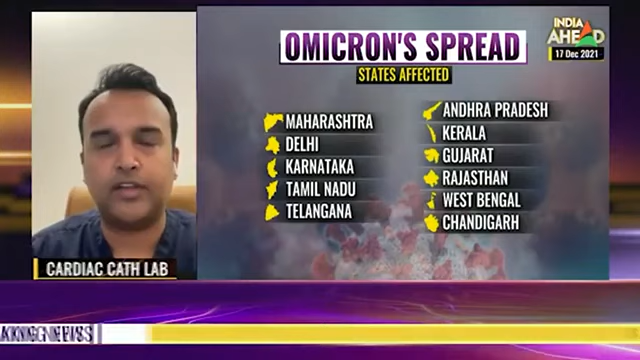 OMICRON'S SPREAD
STATES AFFECTED
INDIA
AHEAD
17 Dec 2021
MAHARASHTRA
DELHI
KARNATAKA
TAMIL NADU
TELANGANA
ANDHRA PRADESH
KERALA
GUJARAT
RAJASTHAN
WEST BENGAL
CHANDIGARH
CARDIAC CATH LAB